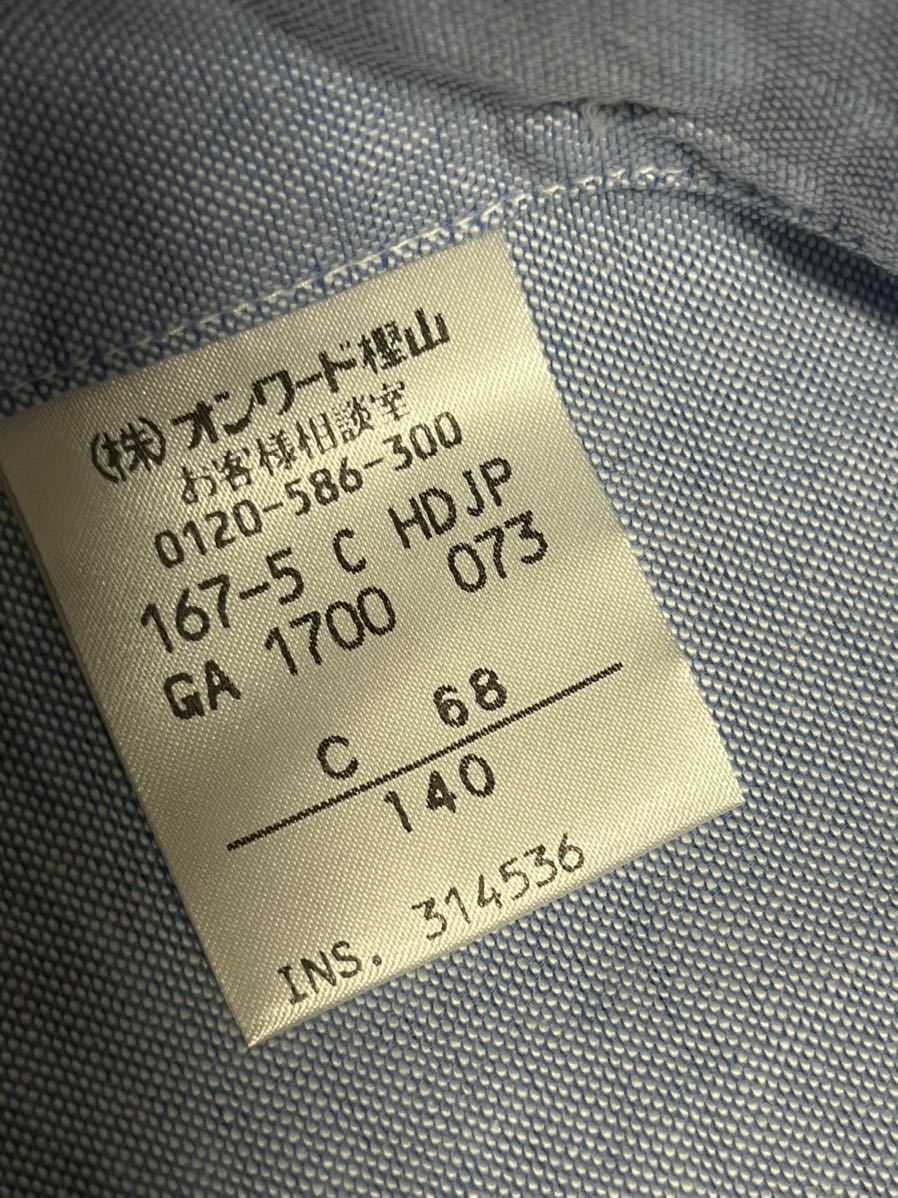 (株)オンワード樫山
お客様相談室
0120-586-300
167-5 C HDJP
GA 1700 073
C 68
140
INS. 314536